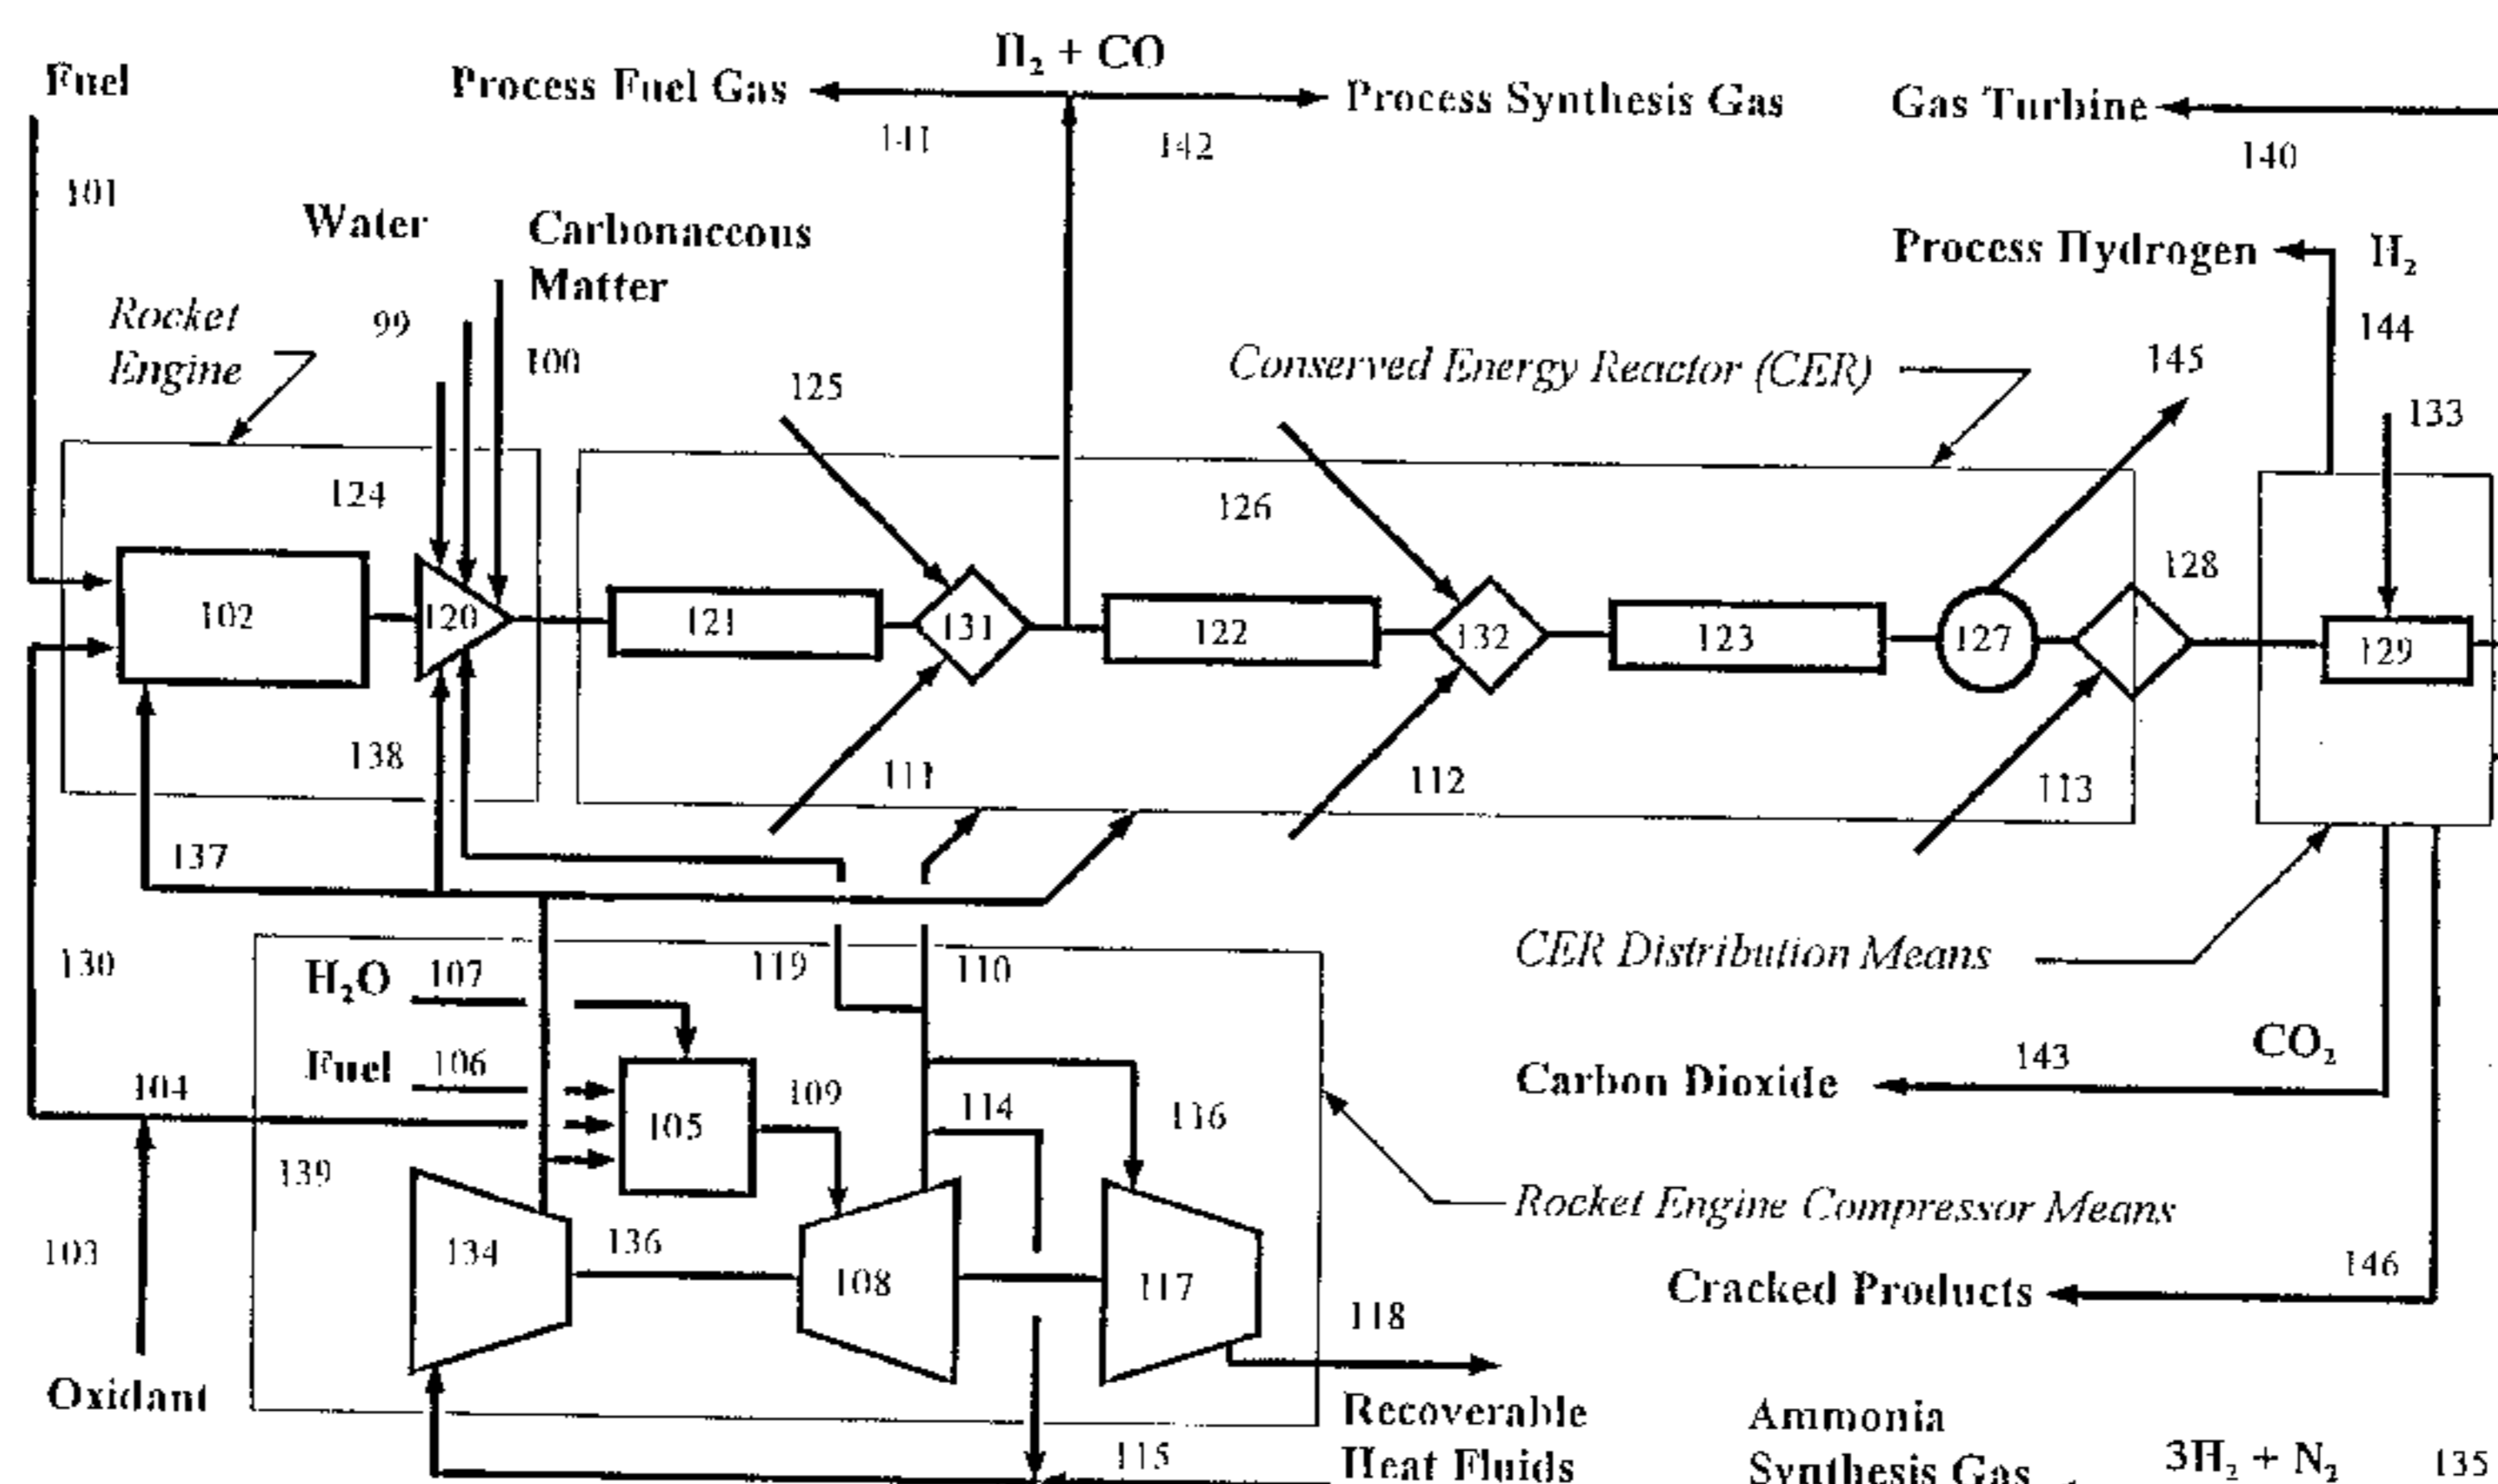 H₂ + CO
Fuel
Process Fuel Gas
Process Synthesis Gas
Gas Turbine
141
142
140
101
Water
Carbonaceous
Matter
Process Hydrogen
H₂
Rocket
Engine
99
100
144
125
Conserved Energy Reactor (CER)
145
133
124
126
128
102
120
121
131
122
132
123
127
129
138
111
112
113
137
130
119
110
CER Distribution Means
H₂O
107
Fuel
106
104
109
114
Carbon Dioxide
143
CO₂
105
116
139
Rocket Engine Compressor Means
103
134
136
108
117
Cracked Products
146
118
Oxidant
Recoverable
Heat Fluids
115
Ammonia
Synthesis Gas
3H₂ + N₂
135